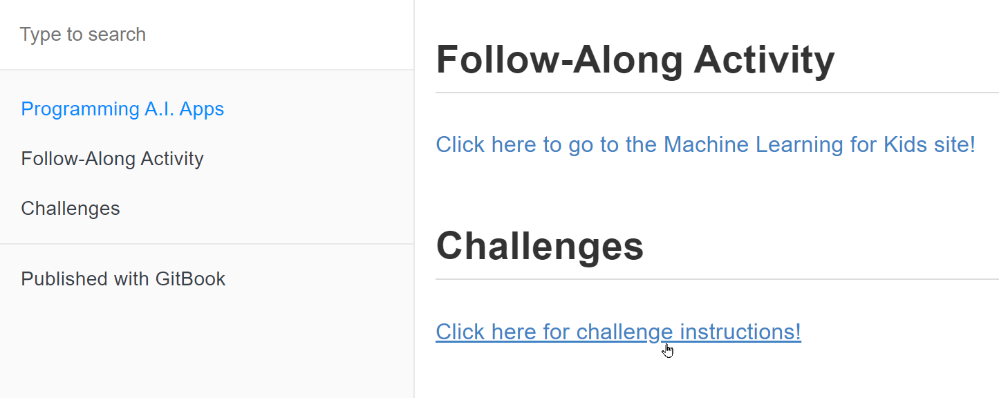 Type to search
Programming A.I. Apps
Follow-Along Activity
Challenges
Published with GitBook
Follow-Along Activity
Click here to go to the Machine Learning for Kids site!
Challenges
Click here for challenge instructions!